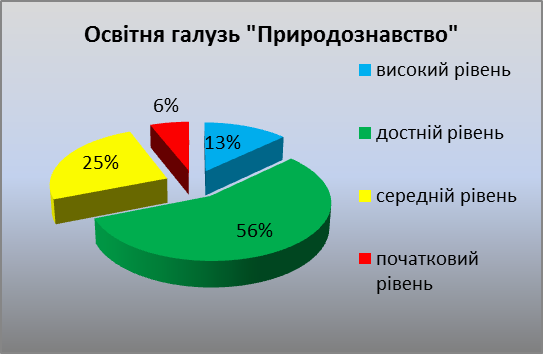 Освітня галузь "Природознавство"
високий рівень
6%
13%
достній рівень
25%
середній рівень
56%
початковий
рівень